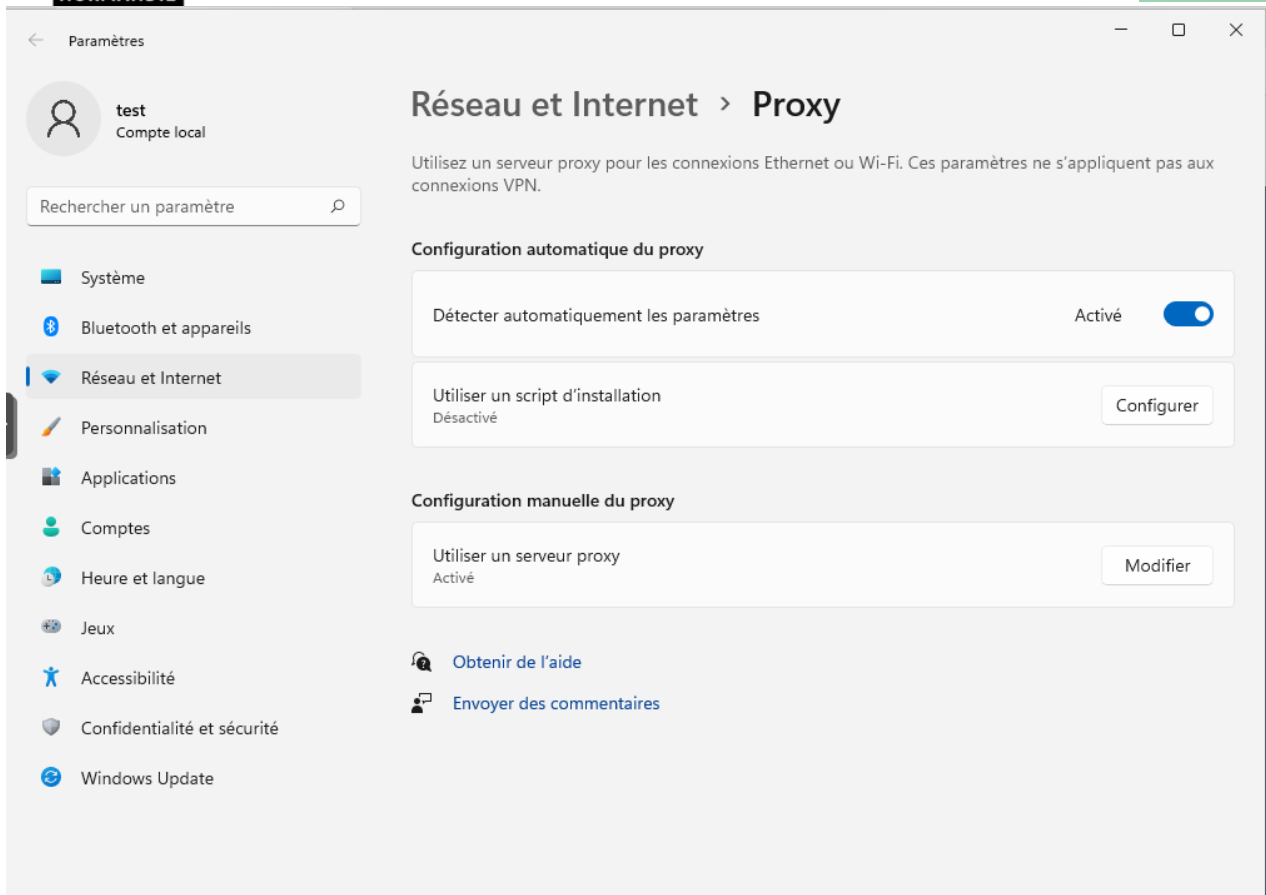 Paramètres
test
Compte local
Rechercher un paramètre
Système
Bluetooth et appareils
Réseau et Internet
Personnalisation
Applications
Comptes
Heure et langue
Jeux
Accessibilité
Confidentialité et sécurité
Windows Update
Réseau et Internet > Proxy
Utilisez un serveur proxy pour les connexions Ethernet ou Wi-Fi. Ces paramètres ne s'appliquent pas aux
connexions VPN.
Configuration automatique du proxy
Détecter automatiquement les paramètres Activé
Utiliser un script d'installation
Désactivé
Configurer
Configuration manuelle du proxy
Utiliser un serveur proxy
Activé
Modifier
Obtenir de l'aide
Envoyer des commentaires